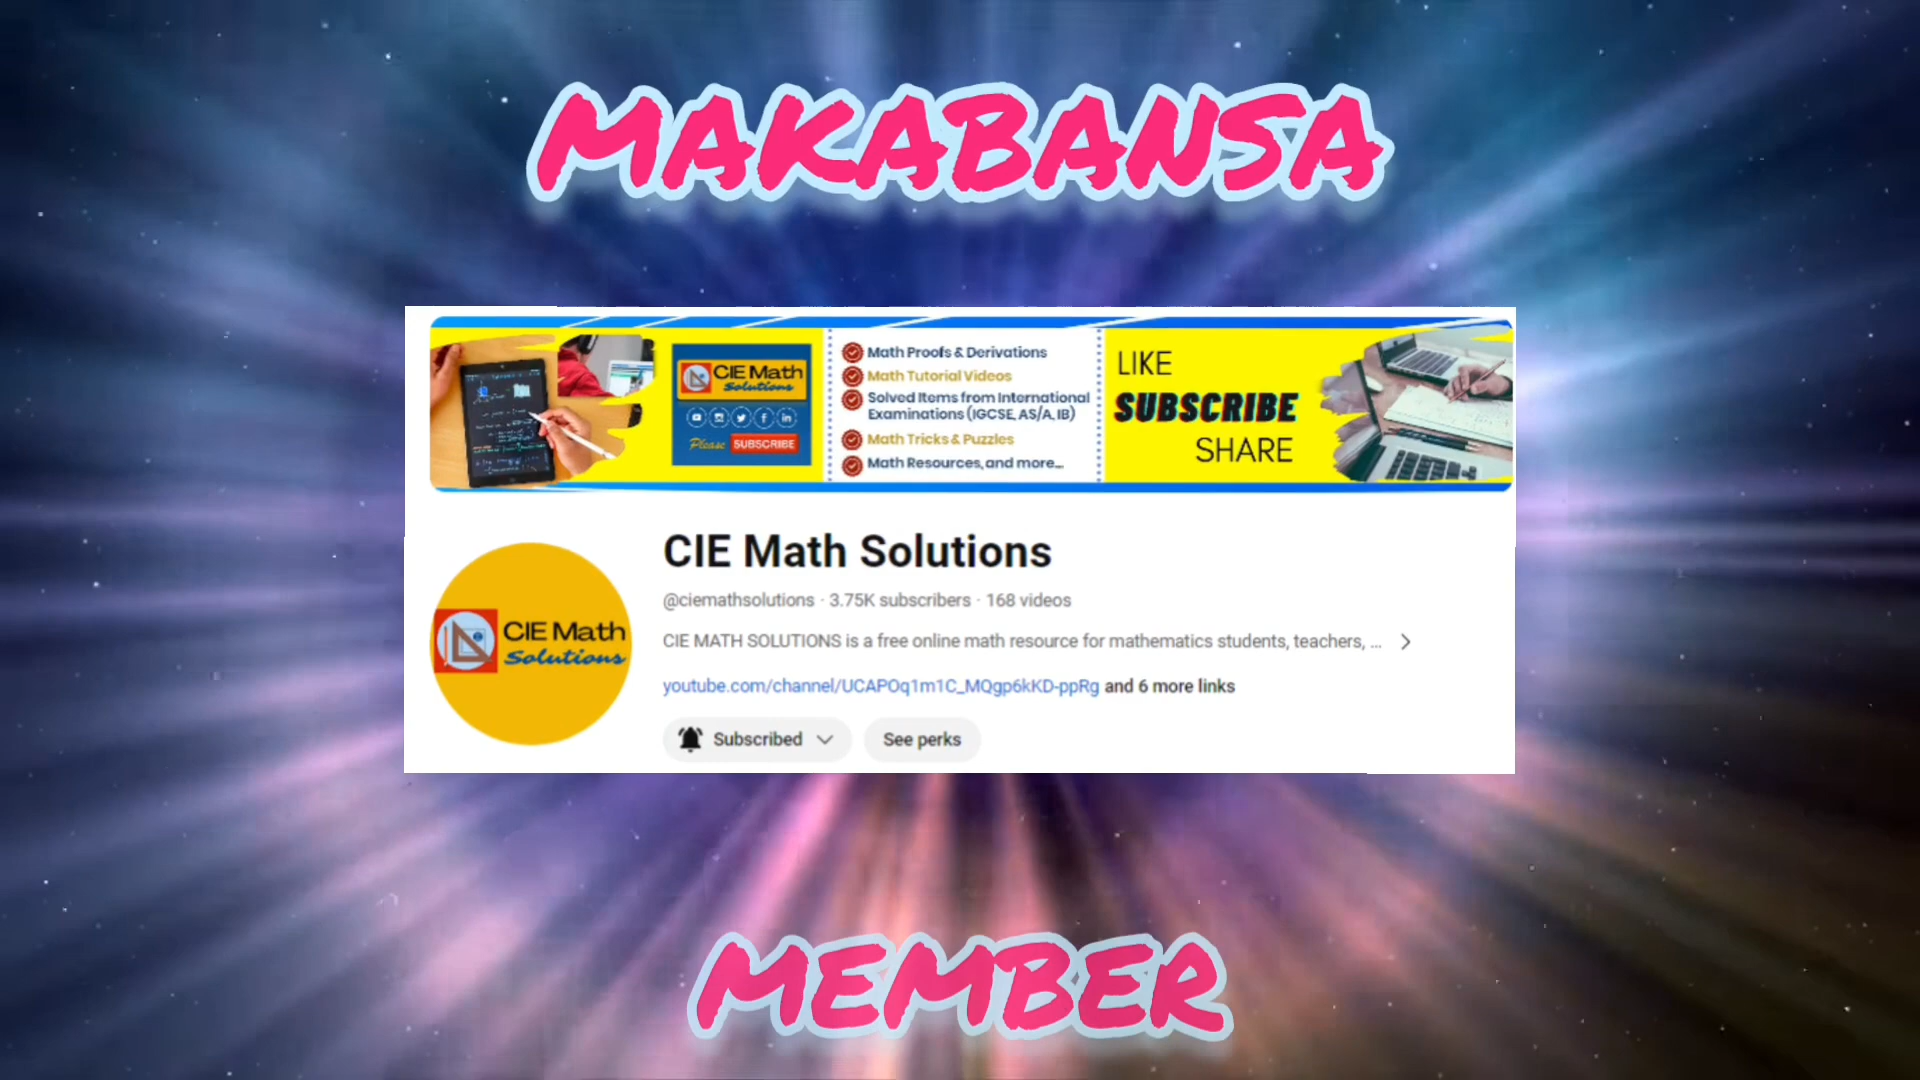 MAKABANSA
CIE Math
Solutions
Please SUBSCRIBE
Math Proofs & Derivations
Math Tutorial Videos
Solved Items from International
Examinations (IGCSE, AS/A, IB)
Math Tricks & Puzzles
Math Resources, and more...
LIKE
SUBSCRIBE
SHARE
CIE Math Solutions
@ciemathsolutions · 3.75K subscribers · 168 videos
CIE MATH SOLUTIONS is a free online math resource for mathematics students, teachers, ...
youtube.com/channel/UCAPOq1m1C_MQgp6kKD-ppRg and 6 more links
Subscribed
See perks
CIE Math
Solutions
MEMBER